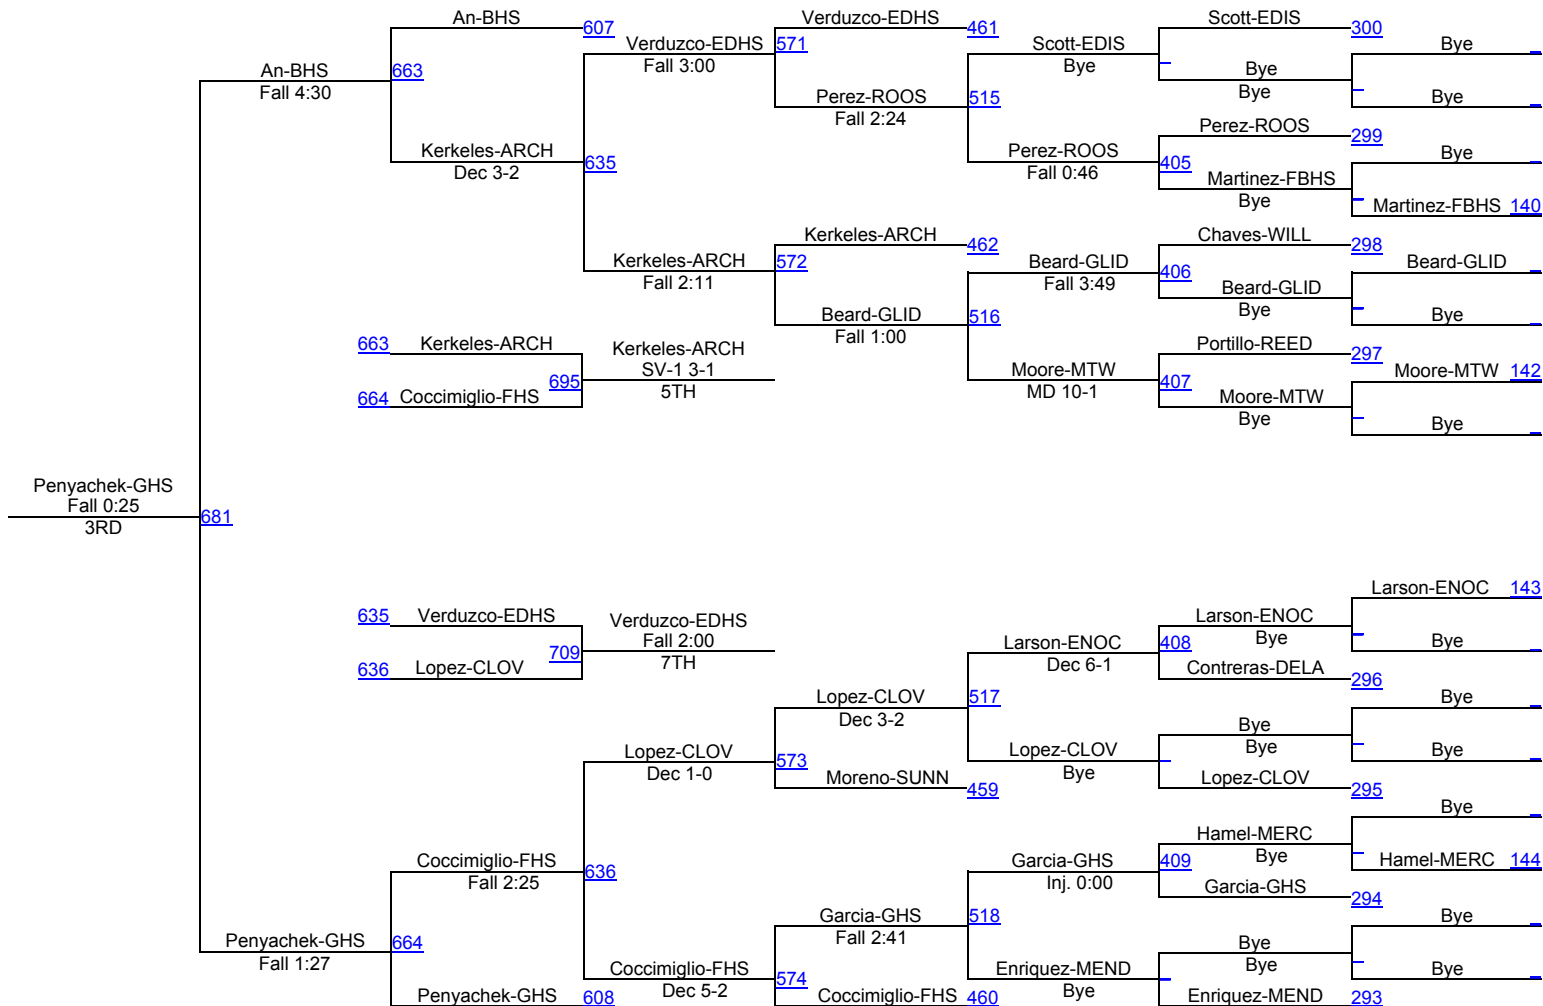 An-BHS
607
Verduzco-EDHS
461
Scott-EDIS
300
An-BHS
Fall 4:30
663
Verduzco-EDHS
Fall 3:00
571
Scott-EDIS
Bye
Bye
Bye
Bye
Perez-ROOS
Fall 2:24
515
Bye
Perez-ROOS
299
Kerkeles-ARCH
Dec 3-2
635
Perez-ROOS
Fall 0:46
405
Martinez-FBHS
Bye
Bye
Martinez-FBHS 140
Kerkeles-ARCH
462
Chaves-WILL
298
Kerkeles-ARCH
Fall 2:11
572
Beard-GLID
Fall 3:49
406
Beard-GLID
Beard-GLID
Bye
Beard-GLID
Fall 1:00
516
Bye
663 Kerkeles-ARCH
Kerkeles-ARCH
SV-1 3-1
5TH
695
664 Coccimiglio-FHS
Portillo-REED
297
Moore-MTW
MD 10-1
407
Moore-MTW 142
Moore-MTW
Bye
Bye
Penyachek-GHS
Fall 0:25
3RD
681
Larson-ENOC 143
635 Verduzco-EDHS
Verduzco-EDHS
Fall 2:00
7TH
709
636 Lopez-CLOV
Larson-ENOC
Dec 6-1
408
Larson-ENOC
Bye
Bye
Contreras-DELA
296
Lopez-CLOV
Dec 3-2
517
Bye
Lopez-CLOV
Dec 1-0
573
Lopez-CLOV
Bye
Bye
Bye
Bye
Moreno-SUNN
459
Lopez-CLOV
295
Bye
Coccimiglio-FHS
Fall 2:25
636
Garcia-GHS
Inj. 0:00
409
Hamel-MERC
Bye
Hamel-MERC 144
Garcia-GHS
294
Garcia-GHS
Fall 2:41
518
Bye
Penyachek-GHS
Fall 1:27
664
Coccimiglio-FHS
Dec 5-2
574
Enriquez-MEND
Bye
Bye
Bye
Bye
Penyachek-GHS 608
Coccimiglio-FHS 460
Enriquez-MEND 293